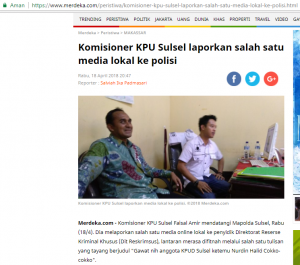 Aman
https://www.merdeka.com/peristiwa/komisioner-kpu-sulsel-laporkan-salah-satu-media-lokal-ke-polisi.html
TRENDING PERISTIWA POLITIK JAKARTA UANG DUNIA KHAS PROPERTI TRAVEL GAYA
Merdeka > Peristiwa > MAKASSAR
Komisioner KPU Sulsel laporkan salah satu
media lokal ke polisi
Rabu, 18 April 2018 20:47
Reporter : Salviah Ika Padmasari
Komisioner KPU Sulsel laporkan media lokal ke polisi. ©2018 Merdeka.com
Merdeka.com - Komisioner KPU Sulsel Faisal Amir mendatangi Mapolda Sulsel, Rabu
(18/4). Dia melaporkan salah satu media online lokal ke penyidik Direktorat Reserse
Kriminal Khusus (Dit Reskrimsus), lantaran merasa difitnah melalui salah satu tulisan
yang tayang berjudul "Gawat nih anggota KPUD Sulsel ketemu Nurdin Halid Cokko-
cokko".